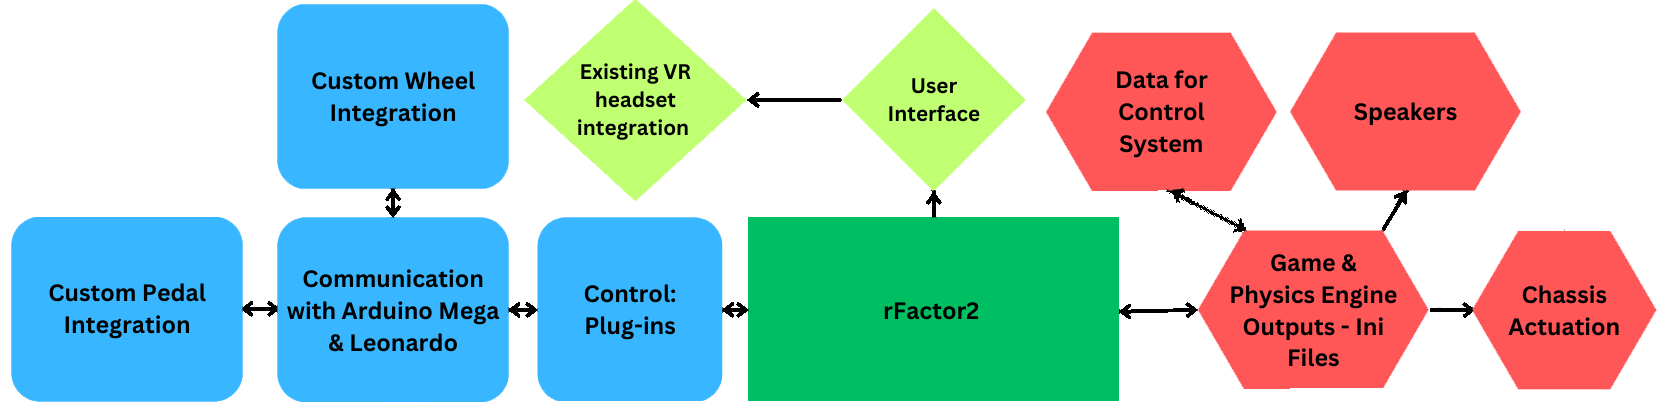 Custom Wheel
Integration
Existing VR
headset
integration
User
Interface
Data for
Control
System
Speakers
Custom Pedal
Integration
Communication
with Arduino Mega
& Leonardo
Control:
Plug-ins
rFactor2
Game &
Physics Engine
Outputs - Ini
Files
Chassis
Actuation